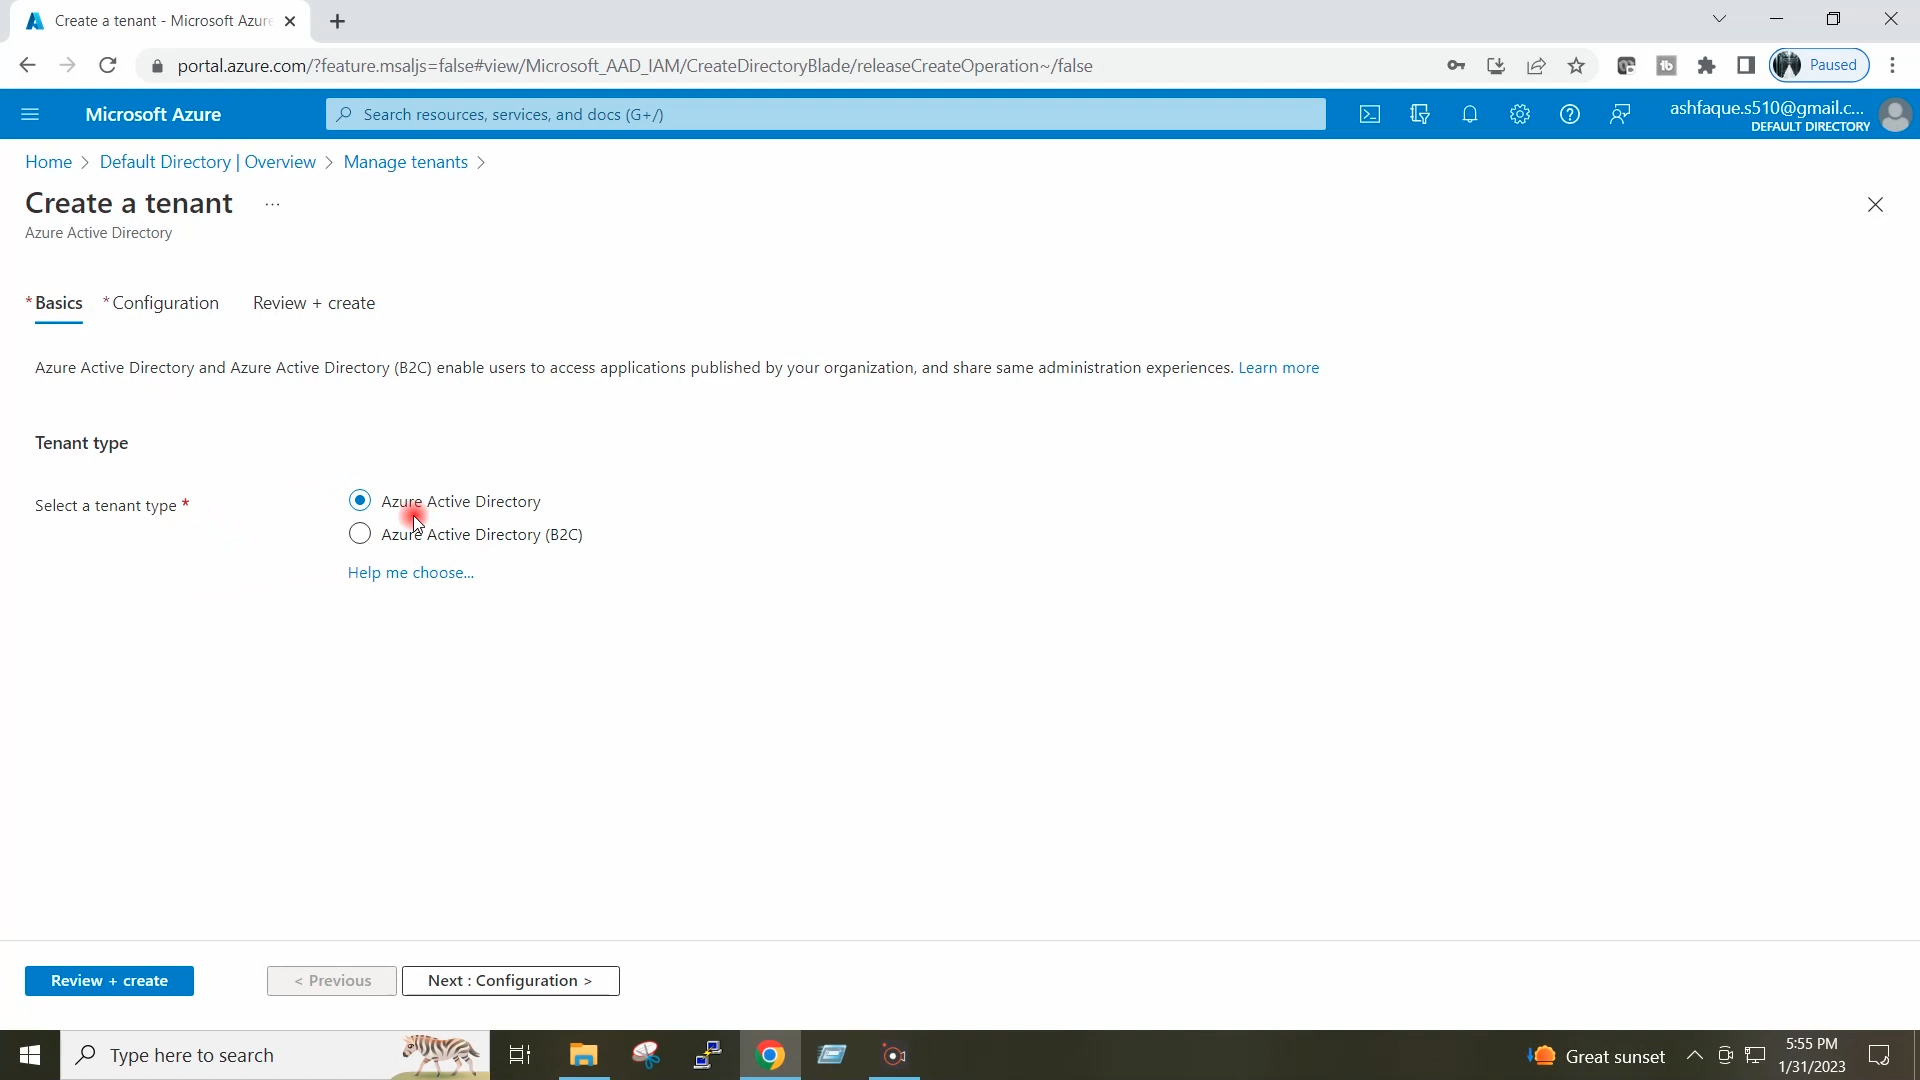 Create a tenant - Microsoft Azure
portal.azure.com/?feature.msaljs=false#view/Microsoft_AAD_IAM/CreateDirectoryBlade/releaseCreateOperation~/false
Paused
Microsoft Azure
Search resources, services, and docs (G+/)
ashfaque.s510@gmail.c...
DEFAULT DIRECTORY
Home > Default Directory | Overview > Manage tenants >
Create a tenant ...
Azure Active Directory
* Basics * Configuration Review + create
Azure Active Directory and Azure Active Directory (B2C) enable users to access applications published by your organization, and share same administration experiences. Learn more
Tenant type
Select a tenant type *
Azure Active Directory
Azure Active Directory (B2C)
Help me choose...
Review + create
< Previous
Next : Configuration >
Type here to search
Great sunset
5:55 PM
1/31/2023